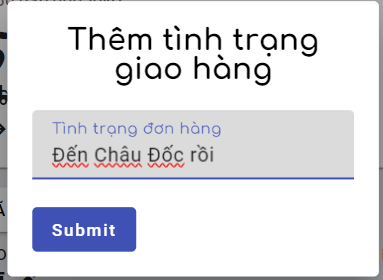 Thêm tình trạng
giao hàng
Tình trạng đơn hàng
Đến Châu Đốc rồi
Submit